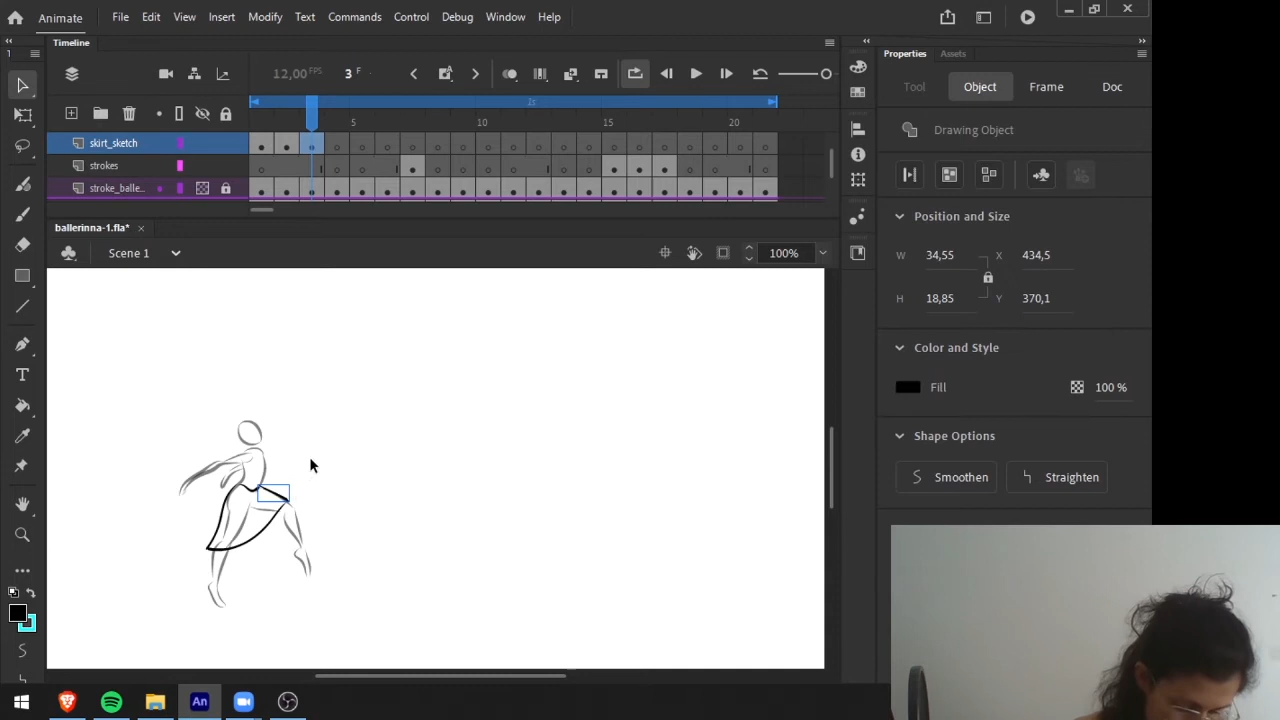 Animate File Edit View Insert Modify Text Commands Control Debug Window Help
Timeline
Properties Assets
12,00 FPS 3 F
Tool Object Frame Doc
1s
5 10 15 20
skirt_sketch
Drawing Object
strokes
stroke_balle...
ballerinna-1.fla*
Position and Size
Scene 1 100%
W 34,55 X 434,5
H 18,85 Y 370,1
Color and Style
Fill 100 %
Shape Options
Smoothen Straighten
An